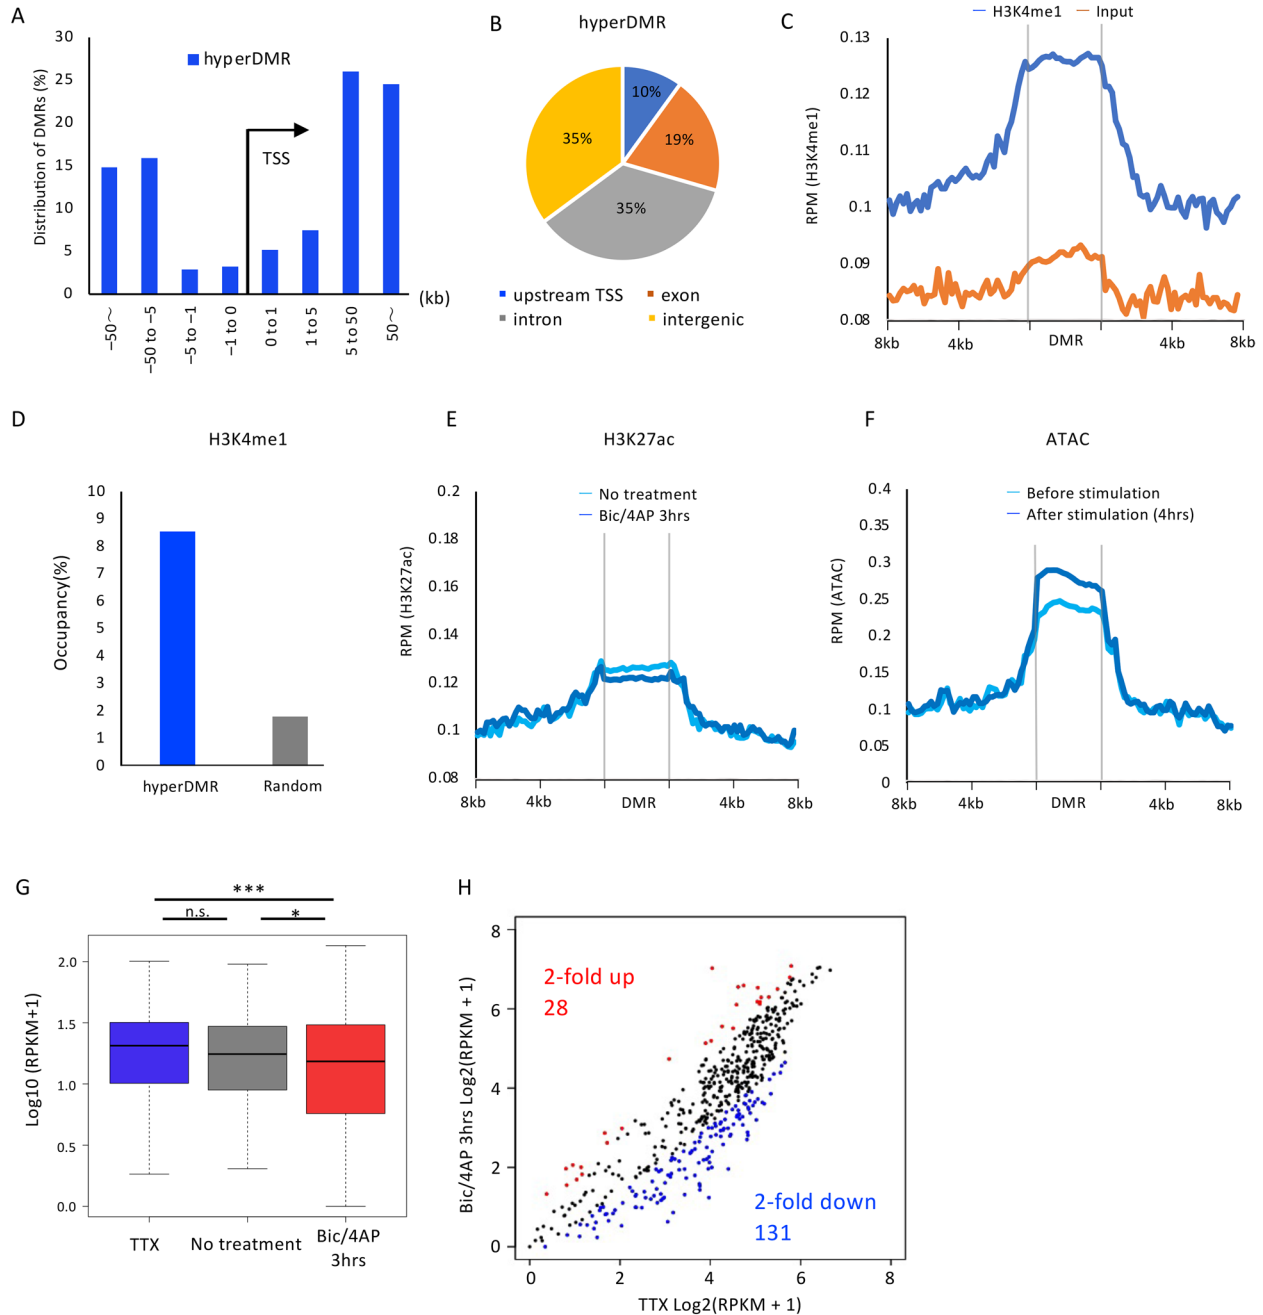 A
hyperDMR
TSS
Distribution of DMRs (%)
30
25
20
15
10
5
0
−50～
−50 to −5
−5 to −1
−1 to 0
0 to 1
1 to 5
5 to 50
50～
(kb)
B
hyperDMR
10%
19%
35%
35%
upstream TSS
exon
intron
intergenic
C
H3K4me1
Input
RPM (H3K4me1)
0.13
0.12
0.11
0.1
0.09
0.08
8kb
4kb
DMR
4kb
8kb
D
H3K4me1
Occupancy(%)
10
9
8
7
6
5
4
3
2
1
0
hyperDMR
Random
E
H3K27ac
No treatment
Bic/4AP 3hrs
RPM (H3K27ac)
0.2
0.18
0.16
0.14
0.12
0.1
0.08
8kb
4kb
DMR
4kb
8kb
F
ATAC
Before stimulation
After stimulation (4hrs)
RPM (ATAC)
0.4
0.35
0.3
0.25
0.2
0.15
0.1
0.05
0
8kb
4kb
DMR
4kb
8kb
G
***
n.s.
*
Log10 (RPKM+1)
2.0
1.5
1.0
0.5
0.0
TTX
No treatment
Bic/4AP
3hrs
H
2-fold up
28
2-fold down
131
Bic/4AP 3hrs Log2(RPKM + 1)
8
6
4
2
0
0
2
4
6
8
TTX Log2(RPKM + 1)